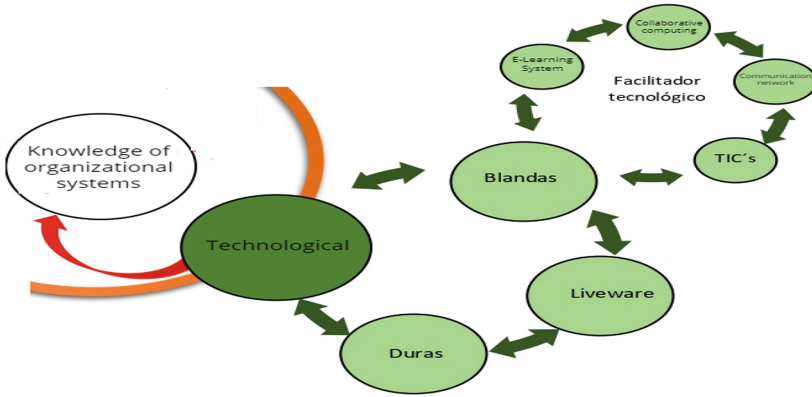 Collaborative
computing
E-Learning
System
Facilitador
tecnológico
Communication
network
Knowledge of
organizational
systems
Blandas
TIC´s
Technological
Liveware
Duras